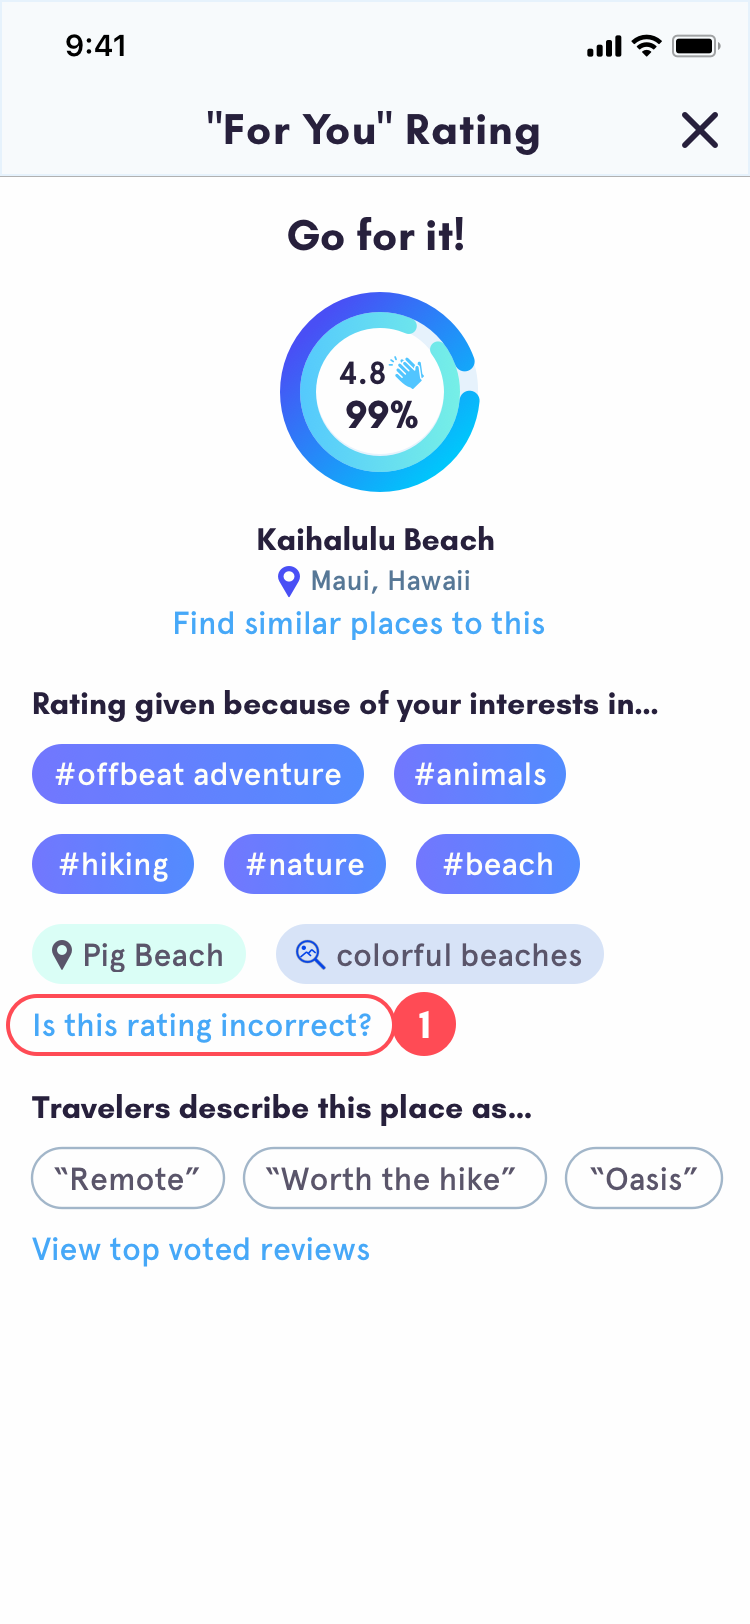 9:41
"For You" Rating
Go for it!
4.8
99%
Kaihalulu Beach
Maui, Hawaii
Find similar places to this
Rating given because of your interests in...
#offbeat adventure #animals
#hiking #nature #beach
Pig Beach colorful beaches
Is this rating incorrect? 1
Travelers describe this place as...
“Remote” “Worth the hike” “Oasis”
View top voted reviews